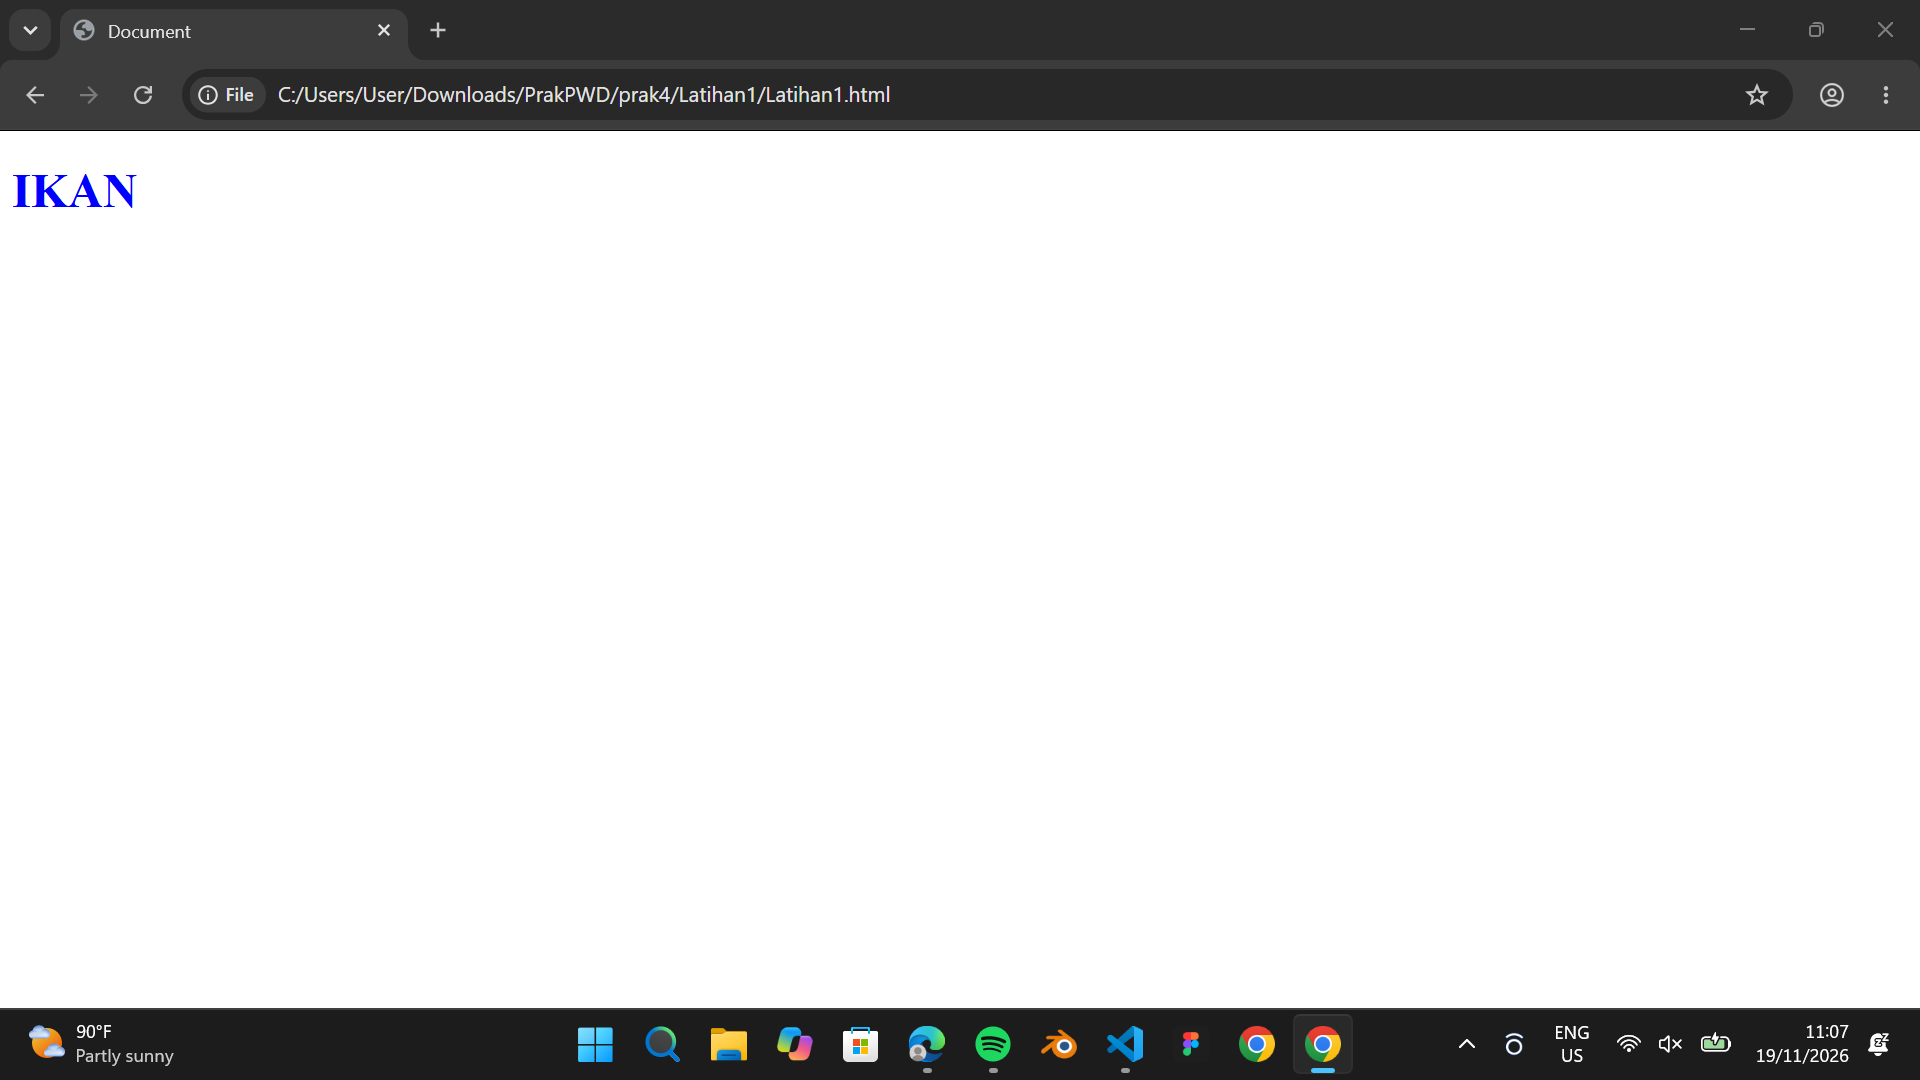 Document
File
C:/Users/User/Downloads/PrakPWD/prak4/Latihan1/Latihan1.html
IKAN
90°F
Partly sunny
ENG
US
11:07
19/11/2026